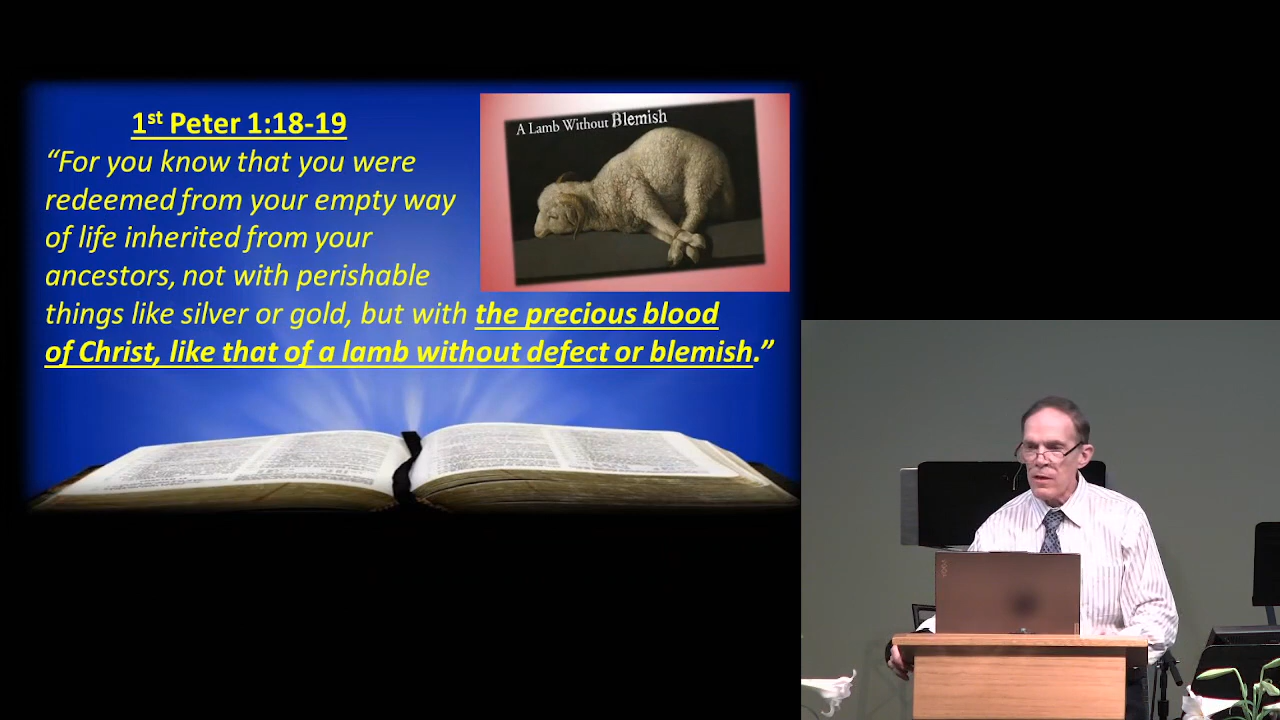 1st Peter 1:18-19
“For you know that you were
redeemed from your empty way
of life inherited from your
ancestors, not with perishable
things like silver or gold, but with the precious blood
of Christ, like that of a lamb without defect or blemish.”
A Lamb Without Blemish